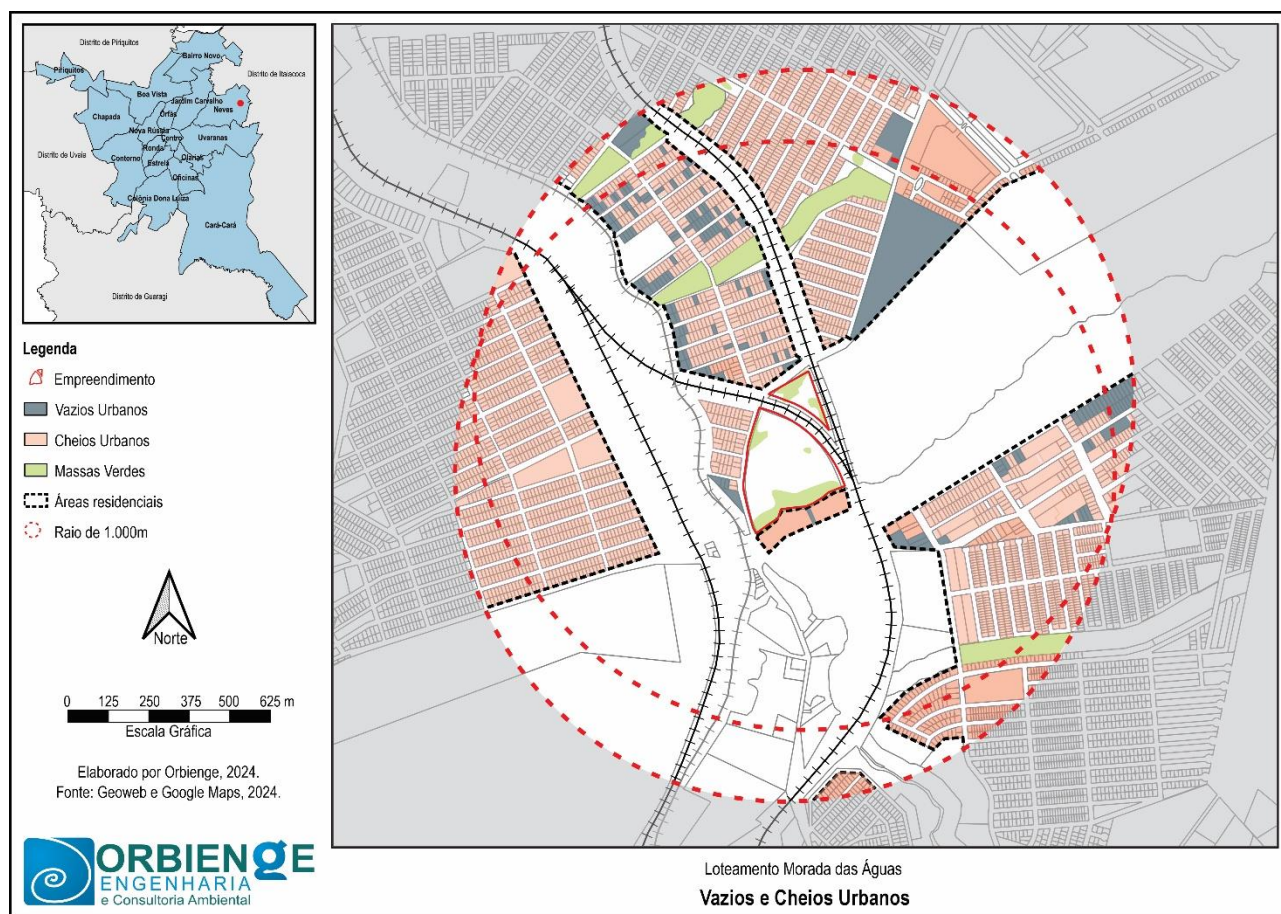 Distrito de Piriquitos
Bairro Novo
Distrito de Itaiacoca
Piriquitos
Boa Vista
Jardim Carvalho
Neves
Chapada
Órfãs
Nova Rússia
Centro
Uvaranas
Ronda
Distrito de Uvaia
Contorno
Estrela
Olarias
Oficinas
Colônia Dona Luiza
Cará-Cará
Distrito de Guaragi
Legenda
Empreendimento
Vazios Urbanos
Cheios Urbanos
Massas Verdes
Áreas residenciais
Raio de 1.000m
Norte
0 125 250 375 500 625 m
Escala Gráfica
Elaborado por Orbienge, 2024.
Fonte: Geoweb e Google Maps, 2024.
ORBIENGE
ENGENHARIA
e Consultoria Ambiental
Loteamento Morada das Águas
Vazios e Cheios Urbanos